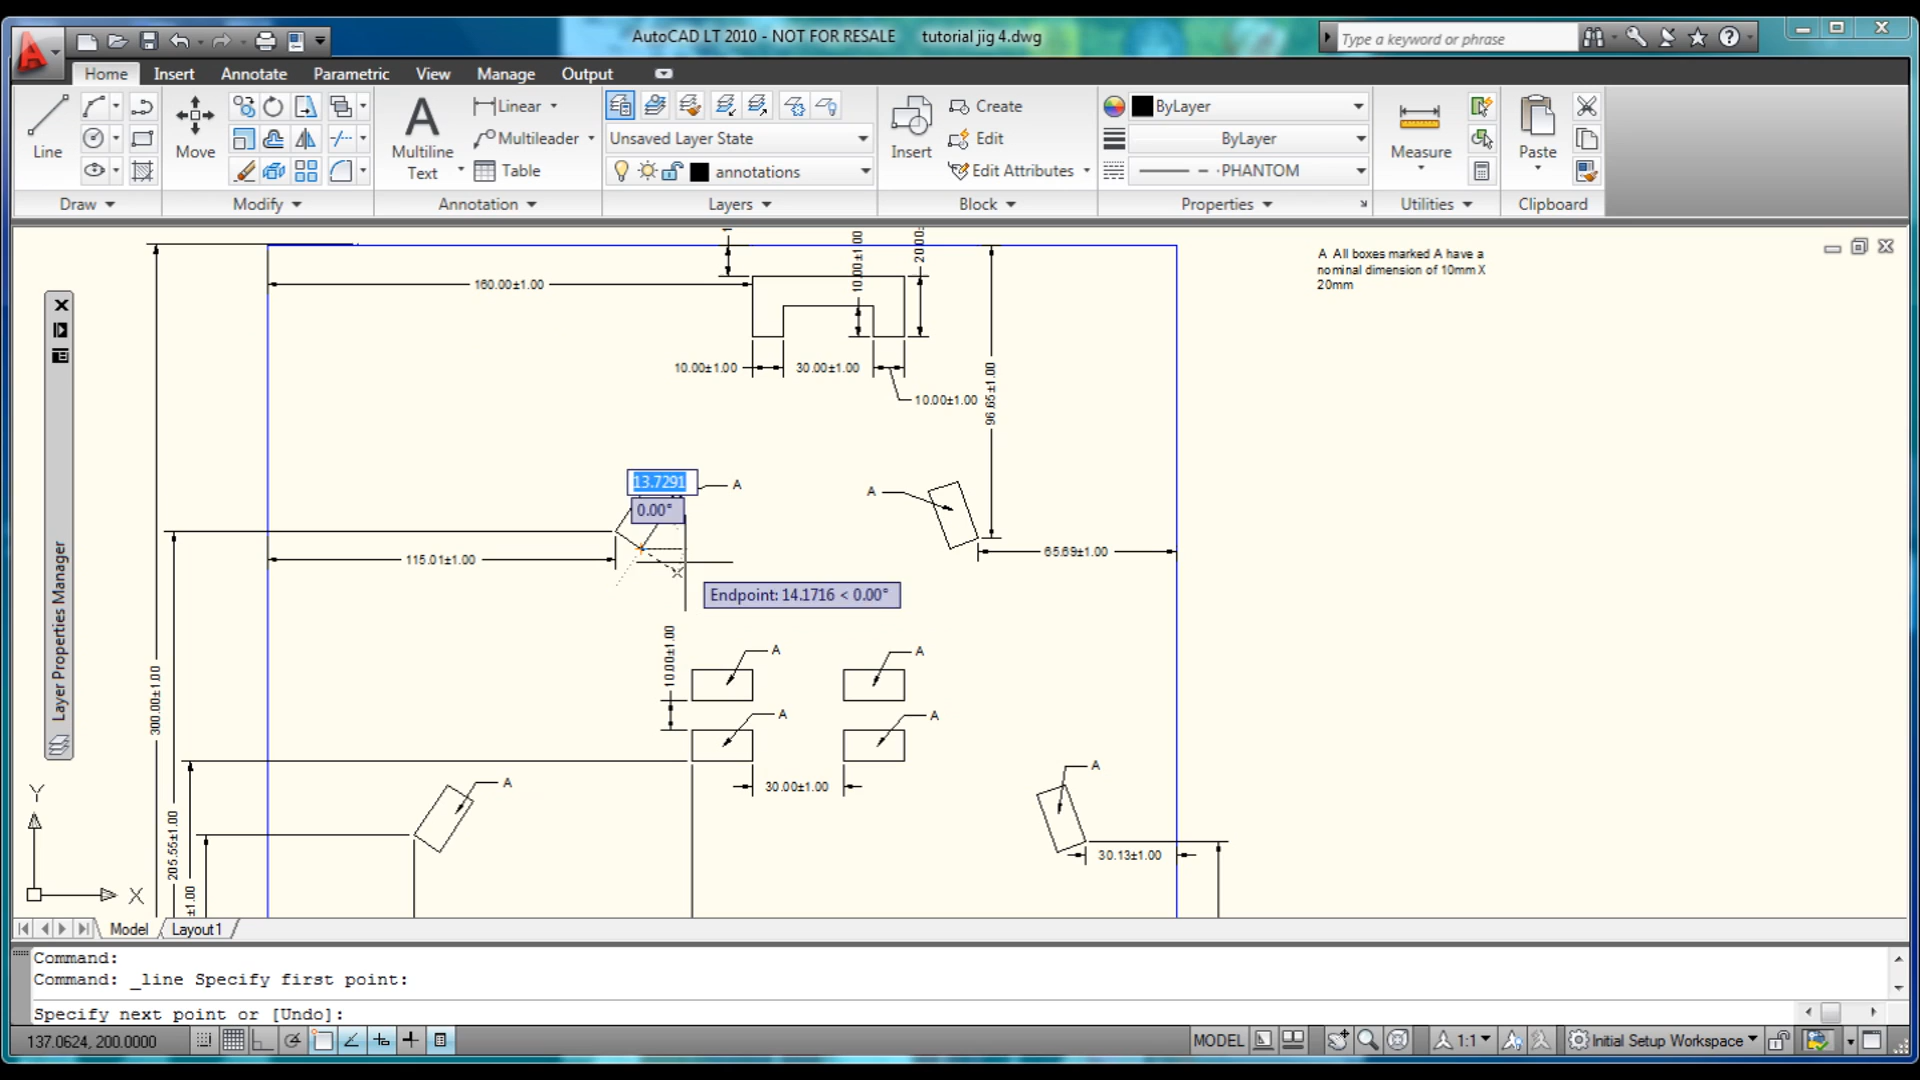 AutoCAD LT 2010 - NOT FOR RESALE tutorial jig 4.dwg
Type a keyword or phrase
Home Insert Annotate Parametric View Manage Output
Line
Move
Multiline
Text
Linear
Multileader
Table
Unsaved Layer State
annotations
Insert
Create
Edit
Edit Attributes
ByLayer
ByLayer
PHANTOM
Measure
Paste
Draw Modify Annotation Layers Block Properties Utilities Clipboard
Layer Properties Manager
A All boxes marked A have a
nominal dimension of 10mm X
20mm
160.00±1.00
10.00±1.00
10.00±1.00 30.00±1.00
10.00±1.00
96.65±1.00
13.7291
0.00°
A
A
115.01±1.00
65.69±1.00
Endpoint: 14.1716 < 0.00°
10.00±1.00
A A
A A
30.00±1.00
A
A
30.13±1.00
300.00±1.00
205.55±1.00
±1.00
Y
X
Model Layout1
Command:
Command: _line Specify first point:
Specify next point or [Undo]:
137.0624, 200.0000
MODEL
1:1
Initial Setup Workspace